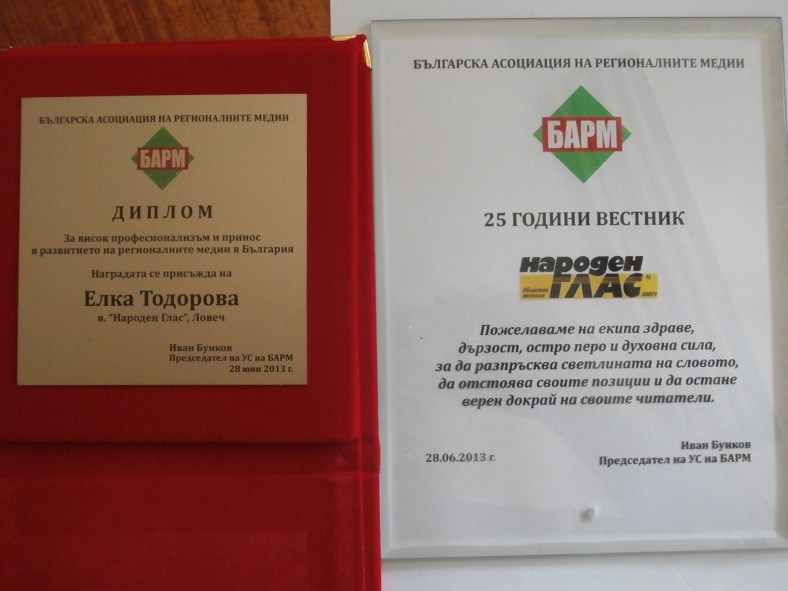 БЪЛГАРСКА АСОЦИАЦИЯ НА РЕГИОНАЛНИТЕ МЕДИИ
БАРМ
ДИПЛОМ
За висок професионализъм и принос
в развитието на регионалните медии в България
Наградата се присъжда на
Елка Тодорова
в. "Народен Глас", Ловеч
Иван Бунков
Председател на УС на БАРМ
28 юни 2013 г.
БЪЛГАРСКА АСОЦИАЦИЯ НА РЕГИОНАЛНИТЕ МЕДИИ
БАРМ
25 ГОДИНИ ВЕСТНИК
народен
Областен
вестник
ГЛАС
Пожелаваме на екипа здраве,
дързост, остро перо и духовна сила,
за да разпръсква светлината на словото,
да отстоява своите позиции и да остане
верен докрай на своите читатели.
Иван Бунков
28.06.2013 г.
Председател на УС на БАРМ